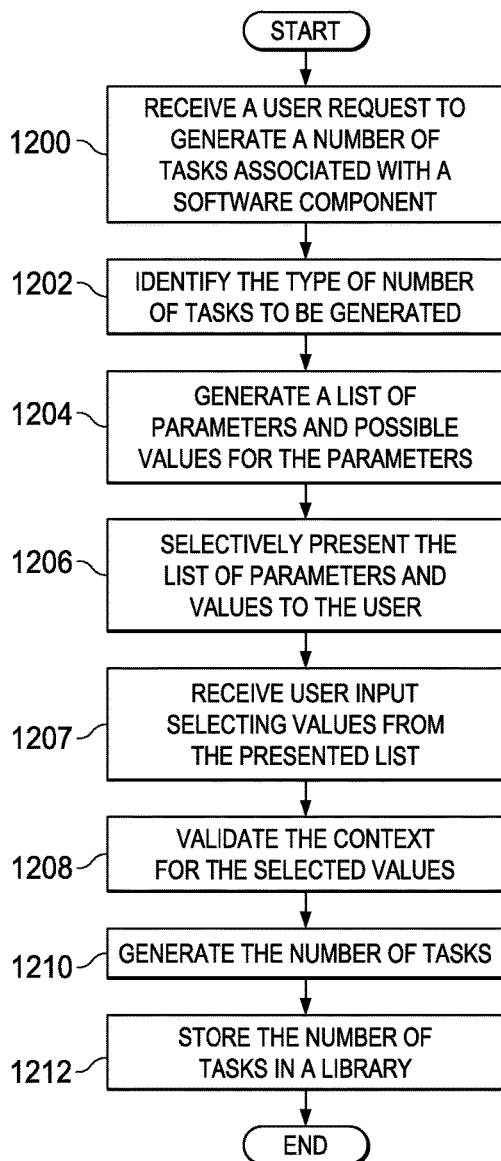 START
1200
RECEIVE A USER REQUEST TO
GENERATE A NUMBER OF
TASKS ASSOCIATED WITH A
SOFTWARE COMPONENT
1202
IDENTIFY THE TYPE OF NUMBER
OF TASKS TO BE GENERATED
1204
GENERATE A LIST OF
PARAMETERS AND POSSIBLE
VALUES FOR THE PARAMETERS
1206
SELECTIVELY PRESENT THE
LIST OF PARAMETERS AND
VALUES TO THE USER
1207
RECEIVE USER INPUT
SELECTING VALUES FROM
THE PRESENTED LIST
1208
VALIDATE THE CONTEXT
FOR THE SELECTED VALUES
1210
GENERATE THE NUMBER OF TASKS
1212
STORE THE NUMBER OF
TASKS IN A LIBRARY
END